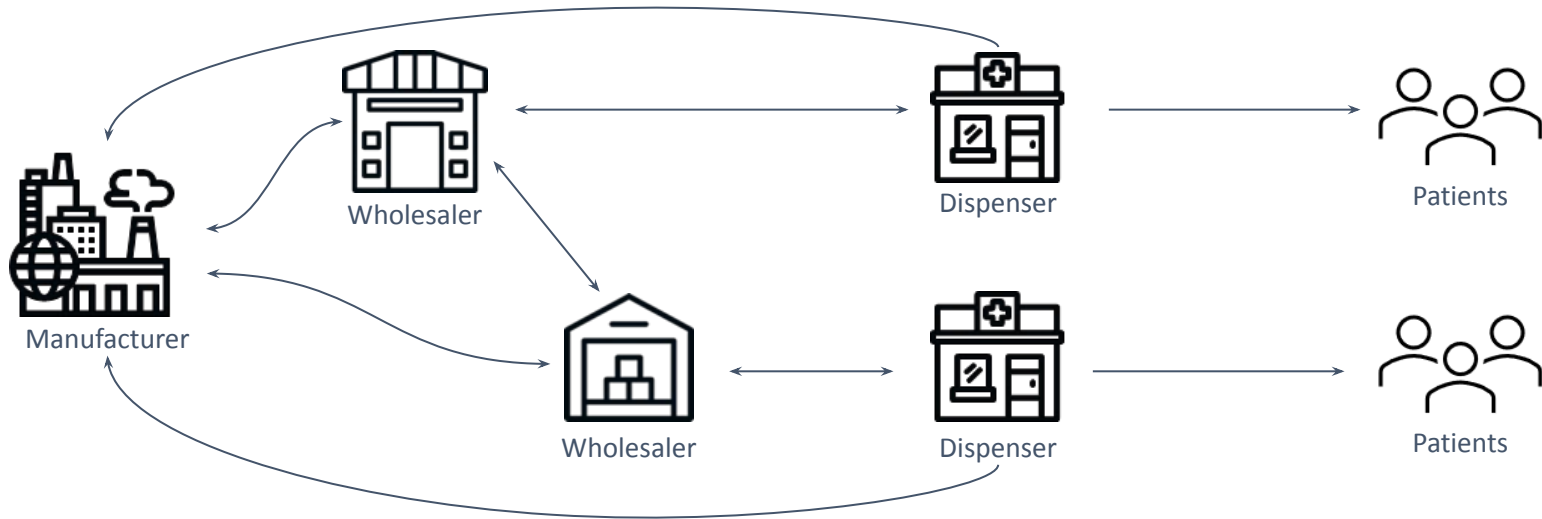 Wholesaler
Dispenser
Patients
Manufacturer
Wholesaler
Dispenser
Patients